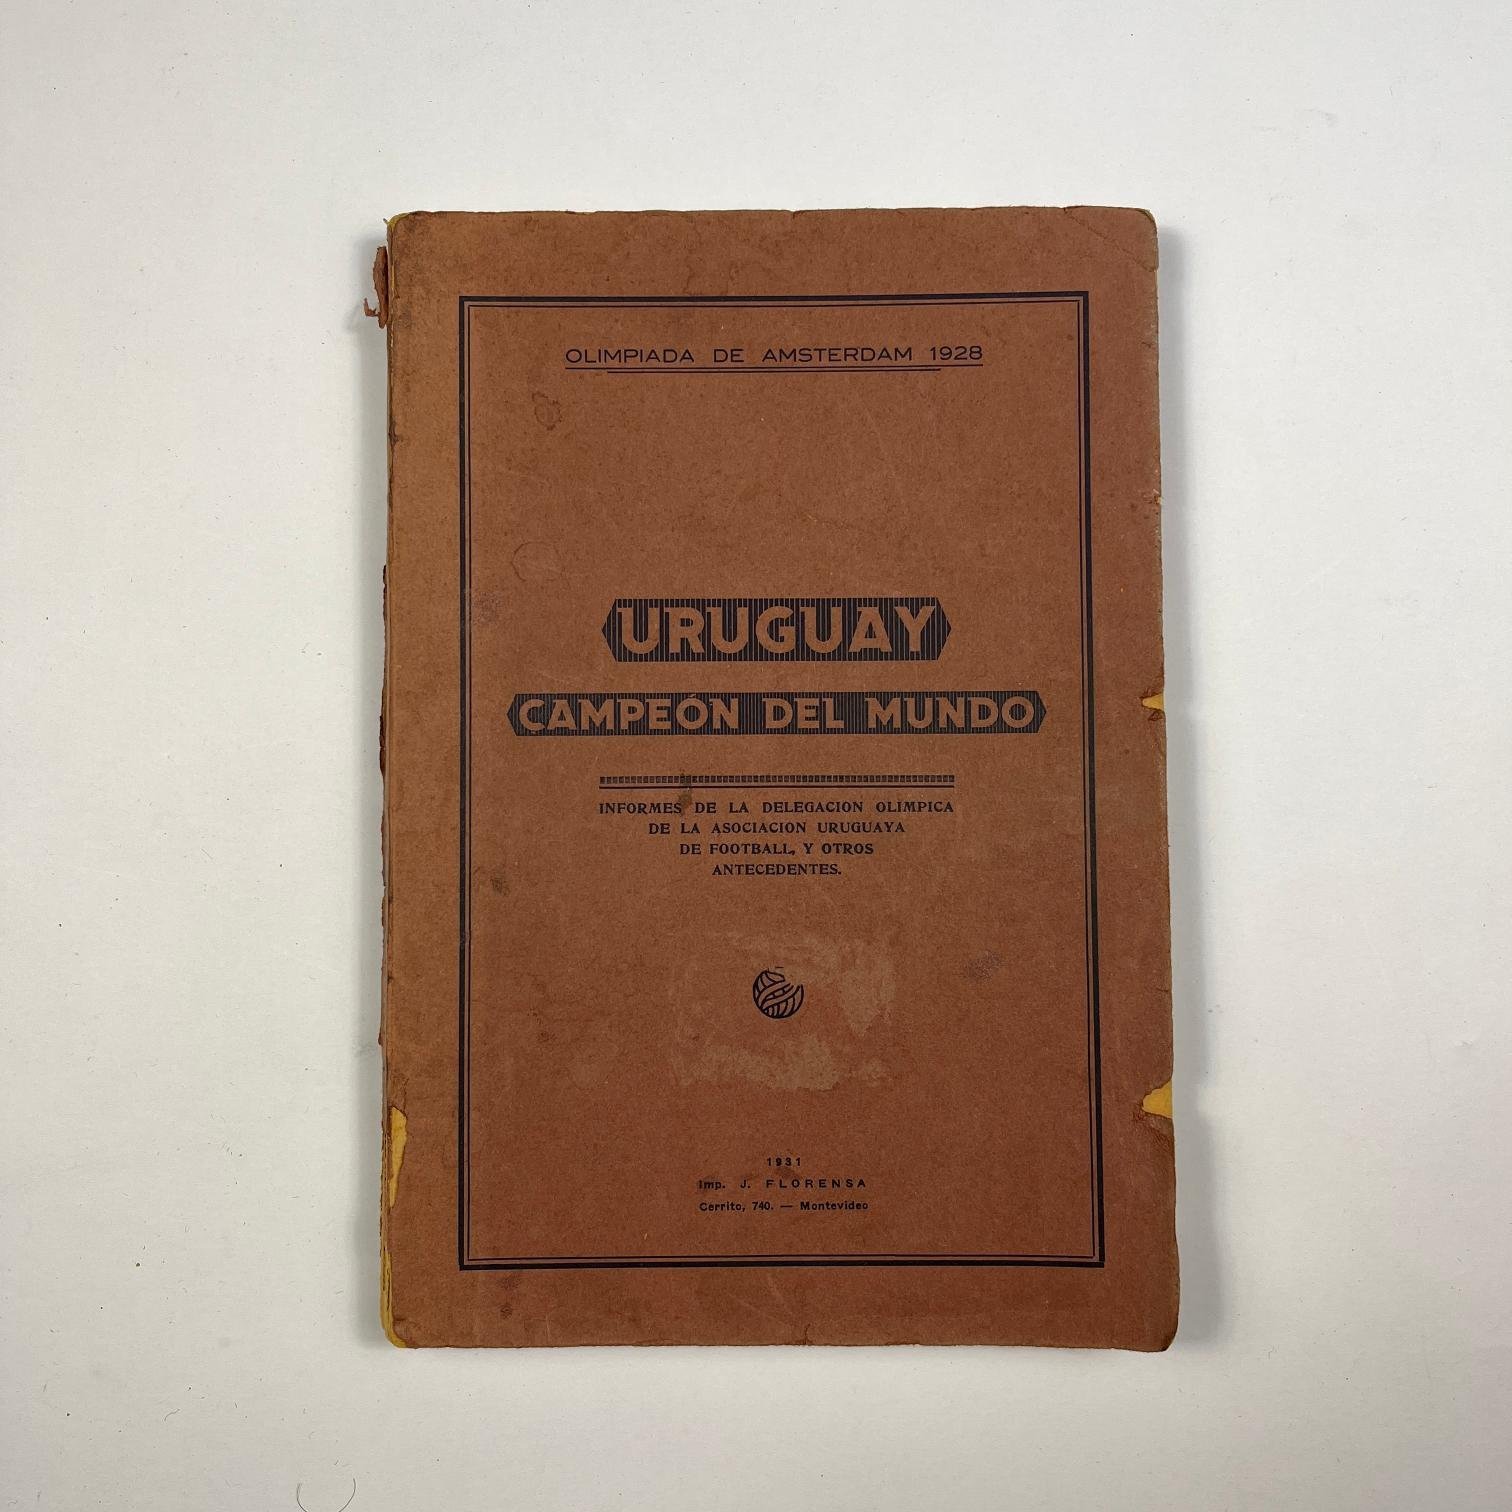 OLIMPIADA DE AMSTERDAM 1928
URUGUAY
CAMPEÓN DEL MUNDO
INFORMES DE LA DELEGACION OLIMPICA
DE LA ASOCIACION URUGUAYA
DE FOOTBALL, Y OTROS
ANTECEDENTES.
1931
Imp. J. FLORENSA
Cerrito, 740. — Montevideo